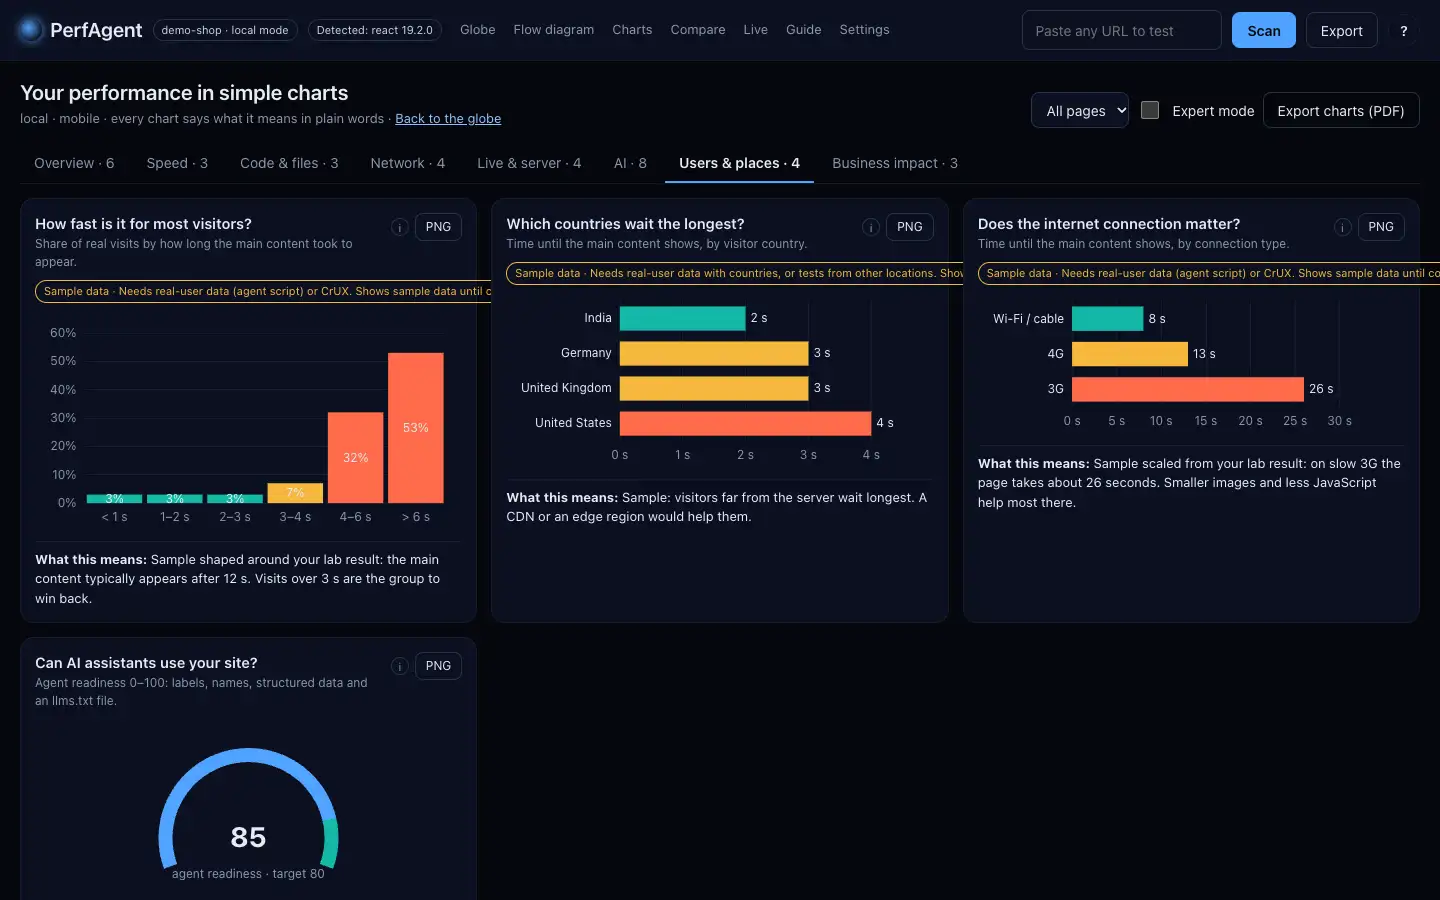 PerfAgent
demo-shop · local mode
Detected: react 19.2.0
Globe
Flow diagram
Charts
Compare
Live
Guide
Settings
Paste any URL to test
Scan
Export
?
Your performance in simple charts
local · mobile · every chart says what it means in plain words · Back to the globe
All pages
Expert mode
Export charts (PDF)
Overview · 6
Speed · 3
Code & files · 3
Network · 4
Live & server · 4
AI · 8
Users & places · 4
Business impact · 3
How fast is it for most visitors?
i
PNG
Share of real visits by how long the main content took to
appear.
Sample data · Needs real-user data (agent script) or CrUX. Shows sample data until c
60%
50%
40%
30%
20%
10%
0%
3%
3%
3%
7%
32%
53%
< 1 s
1–2 s
2–3 s
3–4 s
4–6 s
> 6 s
What this means: Sample shaped around your lab result: the main
content typically appears after 12 s. Visits over 3 s are the group to
win back.
Which countries wait the longest?
i
PNG
Time until the main content shows, by visitor country.
Sample data · Needs real-user data with countries, or tests from other locations. Show
India
2 s
Germany
3 s
United Kingdom
3 s
United States
4 s
0 s
1 s
2 s
3 s
4 s
What this means: Sample: visitors far from the server wait longest. A
CDN or an edge region would help them.
Does the internet connection matter?
i
PNG
Time until the main content shows, by connection type.
Sample data · Needs real-user data (agent script) or CrUX. Shows sample data until co
Wi-Fi / cable
8 s
4G
13 s
3G
26 s
0 s
5 s
10 s
15 s
20 s
25 s
30 s
What this means: Sample scaled from your lab result: on slow 3G the
page takes about 26 seconds. Smaller images and less JavaScript
help most there.
Can AI assistants use your site?
i
PNG
Agent readiness 0–100: labels, names, structured data and
an llms.txt file.
85
agent readiness · target 80